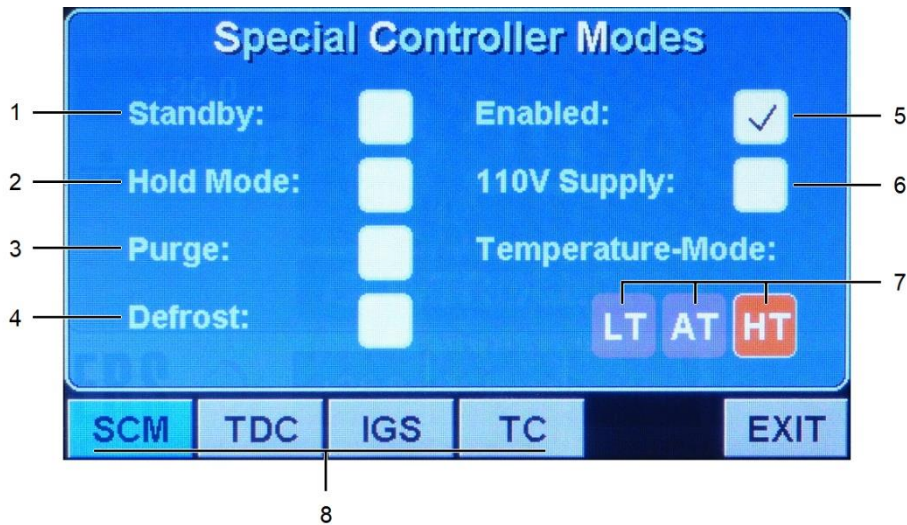 Special Controller Modes
1 Standby: Enabled: 5
2 Hold Mode: 110V Supply: 6
3 Purge: Temperature-Mode:
4 Defrost: LT AT HT 7
SCM TDC IGS TC EXIT
8